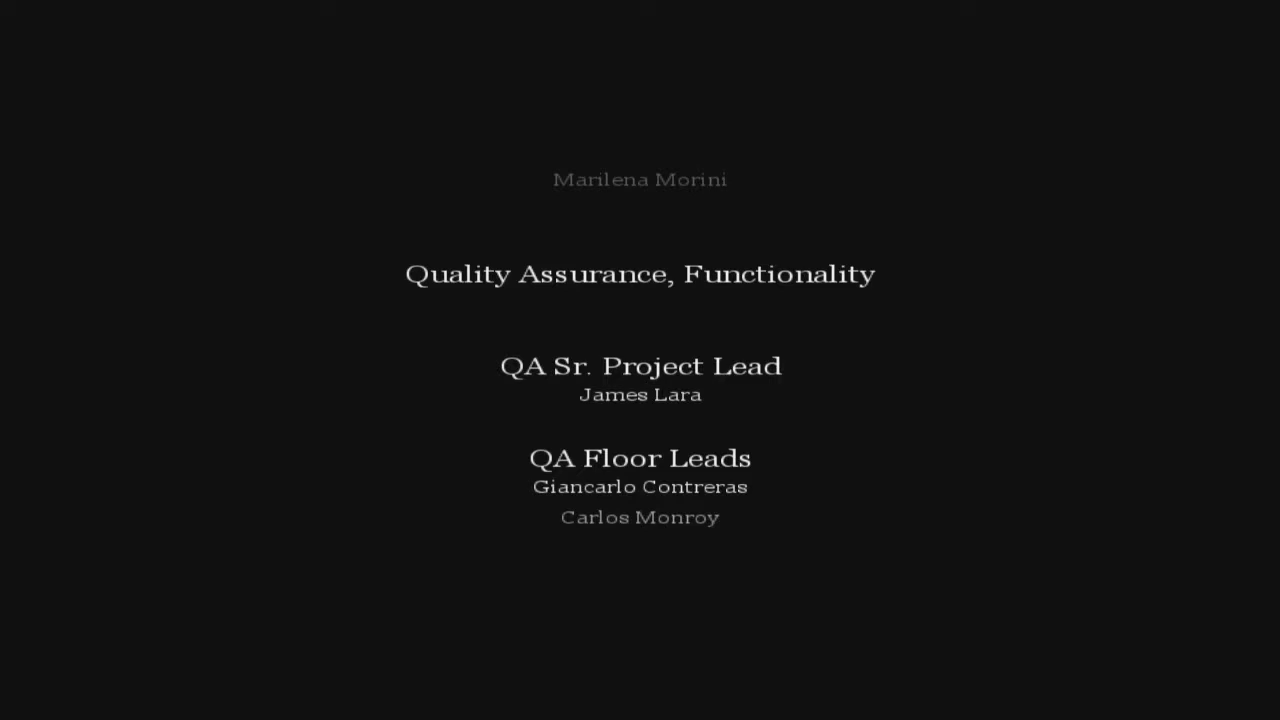 Marilena Morini
Quality Assurance, Functionality
QA Sr. Project Lead
James Lara
QA Floor Leads
Giancarlo Contreras
Carlos Monroy